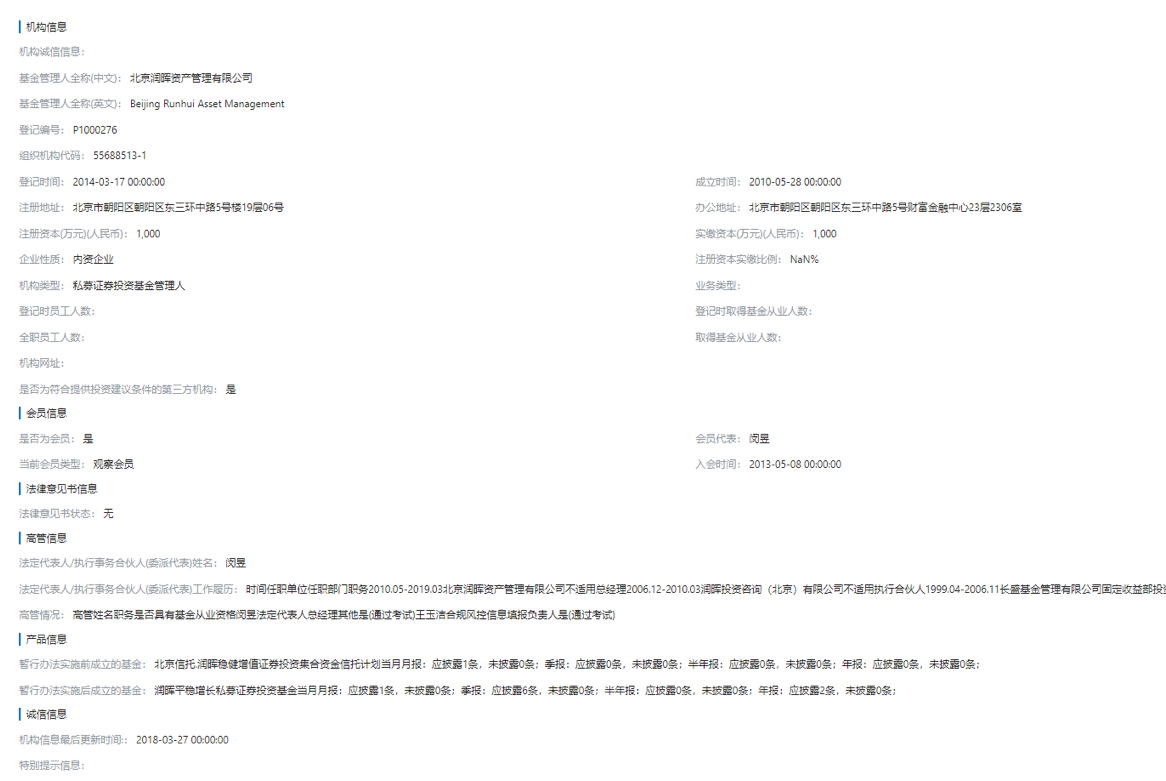 机构信息
机构诚信信息:
基金管理人全称(中文): 北京润晖资产管理有限公司
基金管理人全称(英文): Beijing Runhui Asset Management
登记编号: P1000276
组织机构代码: 55688513-1
登记时间: 2014-03-17 00:00:00 成立时间: 2010-05-28 00:00:00
注册地址: 北京市朝阳区朝阳区东三环中路5号楼19层06号 办公地址: 北京市朝阳区朝阳区东三环中路5号财富金融中心23层2306室
注册资本(万元)(人民币): 1,000 实缴资本(万元)(人民币): 1,000
企业性质: 内资企业 注册资本实缴比例: NaN%
机构类型: 私募证券投资基金管理人 业务类型:
登记时员工人数: 登记时取得基金从业人数:
全职员工人数: 取得基金从业人数:
机构网址:
是否为符合提供投资建议条件的第三方机构: 是
会员信息
是否为会员: 是 会员代表: 闵昱
当前会员类型: 观察会员 入会时间: 2013-05-08 00:00:00
法律意见书信息
法律意见书状态: 无
高管信息
法定代表人/执行事务合伙人(委派代表)姓名: 闵昱
法定代表人/执行事务合伙人(委派代表)工作履历: 时间任职单位任职部门职务2010.05-2019.03北京润晖资产管理有限公司不适用总经理2006.12-2010.03润晖投资咨询（北京）有限公司不适用执行合伙人1999.04-2006.11长盛基金管理有限公司固定收益部投资
高管情况: 高管姓名职务是否具有基金从业资格闵昱法定代表人总经理其他是(通过考试)王玉洁合规风控信息填报负责人是(通过考试)
产品信息
暂行办法实施前成立的基金: 北京信托.润晖稳健增值证券投资集合资金信托计划当月月报：应披露1条，未披露0条；季报：应披露0条，未披露0条；半年报：应披露0条，未披露0条；年报：应披露0条，未披露0条；
暂行办法实施后成立的基金: 润晖平稳增长私募证券投资基金当月月报：应披露1条，未披露0条；季报：应披露6条，未披露0条；半年报：应披露0条，未披露0条；年报：应披露2条，未披露0条；
诚信信息
机构信息最后更新时间:: 2018-03-27 00:00:00
特别提示信息: